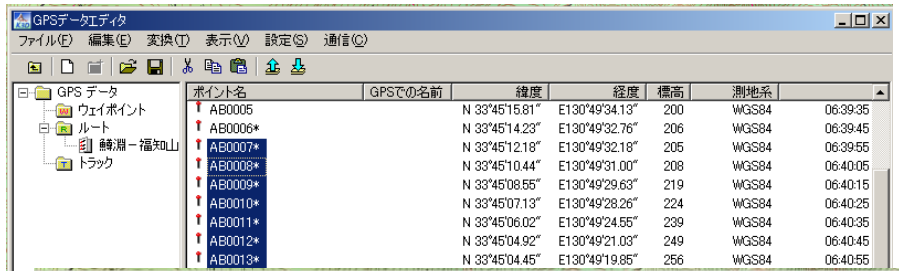 GPSデータエディタ
ファイル(F) 編集(E) 変換(T) 表示(V) 設定(S) 通信(C)
GPS データ
ウェイポイント
ルート
鱒淵－福知山
トラック
ポイント名 GPSでの名前 緯度 経度 標高 測地系
AB0005 N 33°45'15.81" E130°49'34.13" 200 WGS84 06:39:35
AB0006* N 33°45'14.23" E130°49'32.76" 206 WGS84 06:39:45
AB0007* N 33°45'12.18" E130°49'32.18" 205 WGS84 06:39:55
AB0008* N 33°45'10.44" E130°49'31.00" 208 WGS84 06:40:05
AB0009* N 33°45'08.55" E130°49'29.63" 219 WGS84 06:40:15
AB0010* N 33°45'07.13" E130°49'28.26" 224 WGS84 06:40:25
AB0011* N 33°45'06.02" E130°49'24.55" 239 WGS84 06:40:35
AB0012* N 33°45'04.92" E130°49'21.03" 249 WGS84 06:40:45
AB0013* N 33°45'04.45" E130°49'19.85" 256 WGS84 06:40:55